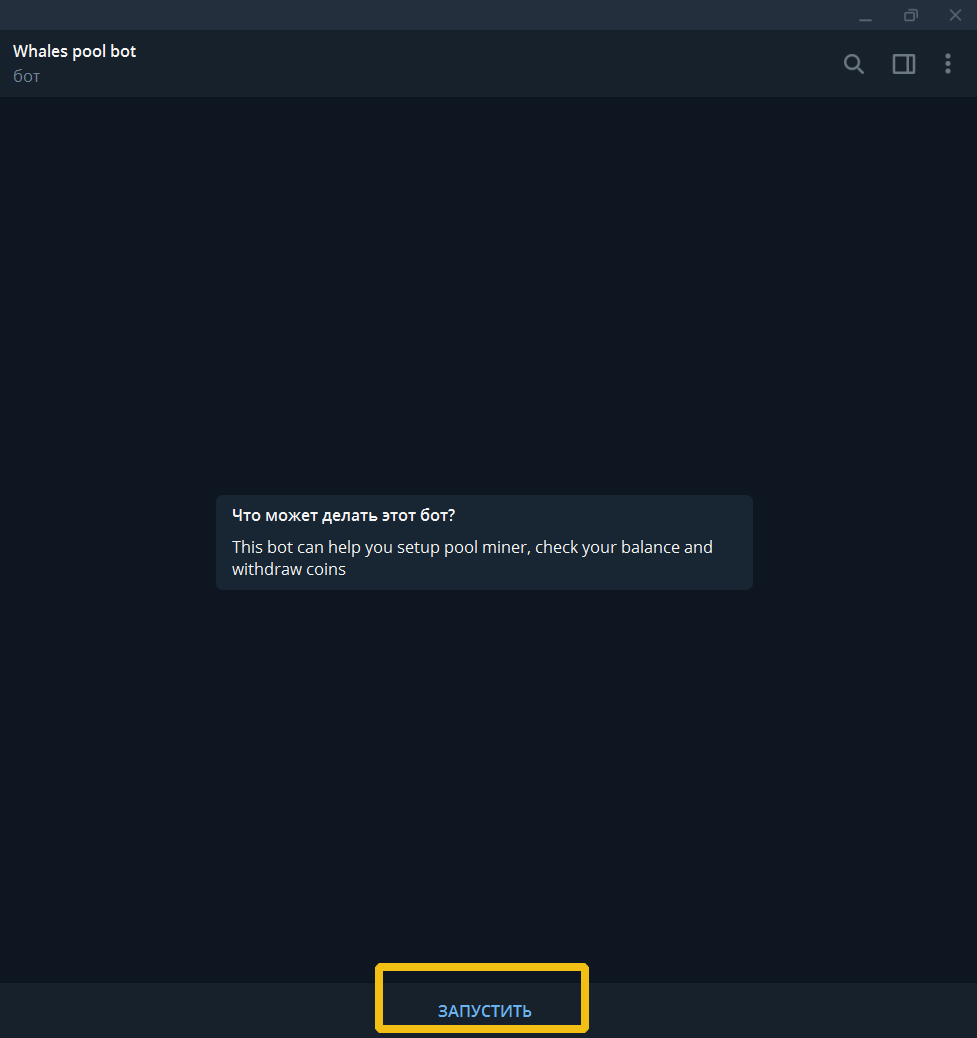 Whales pool bot
бот
Что может делать этот бот?
This bot can help you setup pool miner, check your balance and
withdraw coins
ЗАПУСТИТЬ